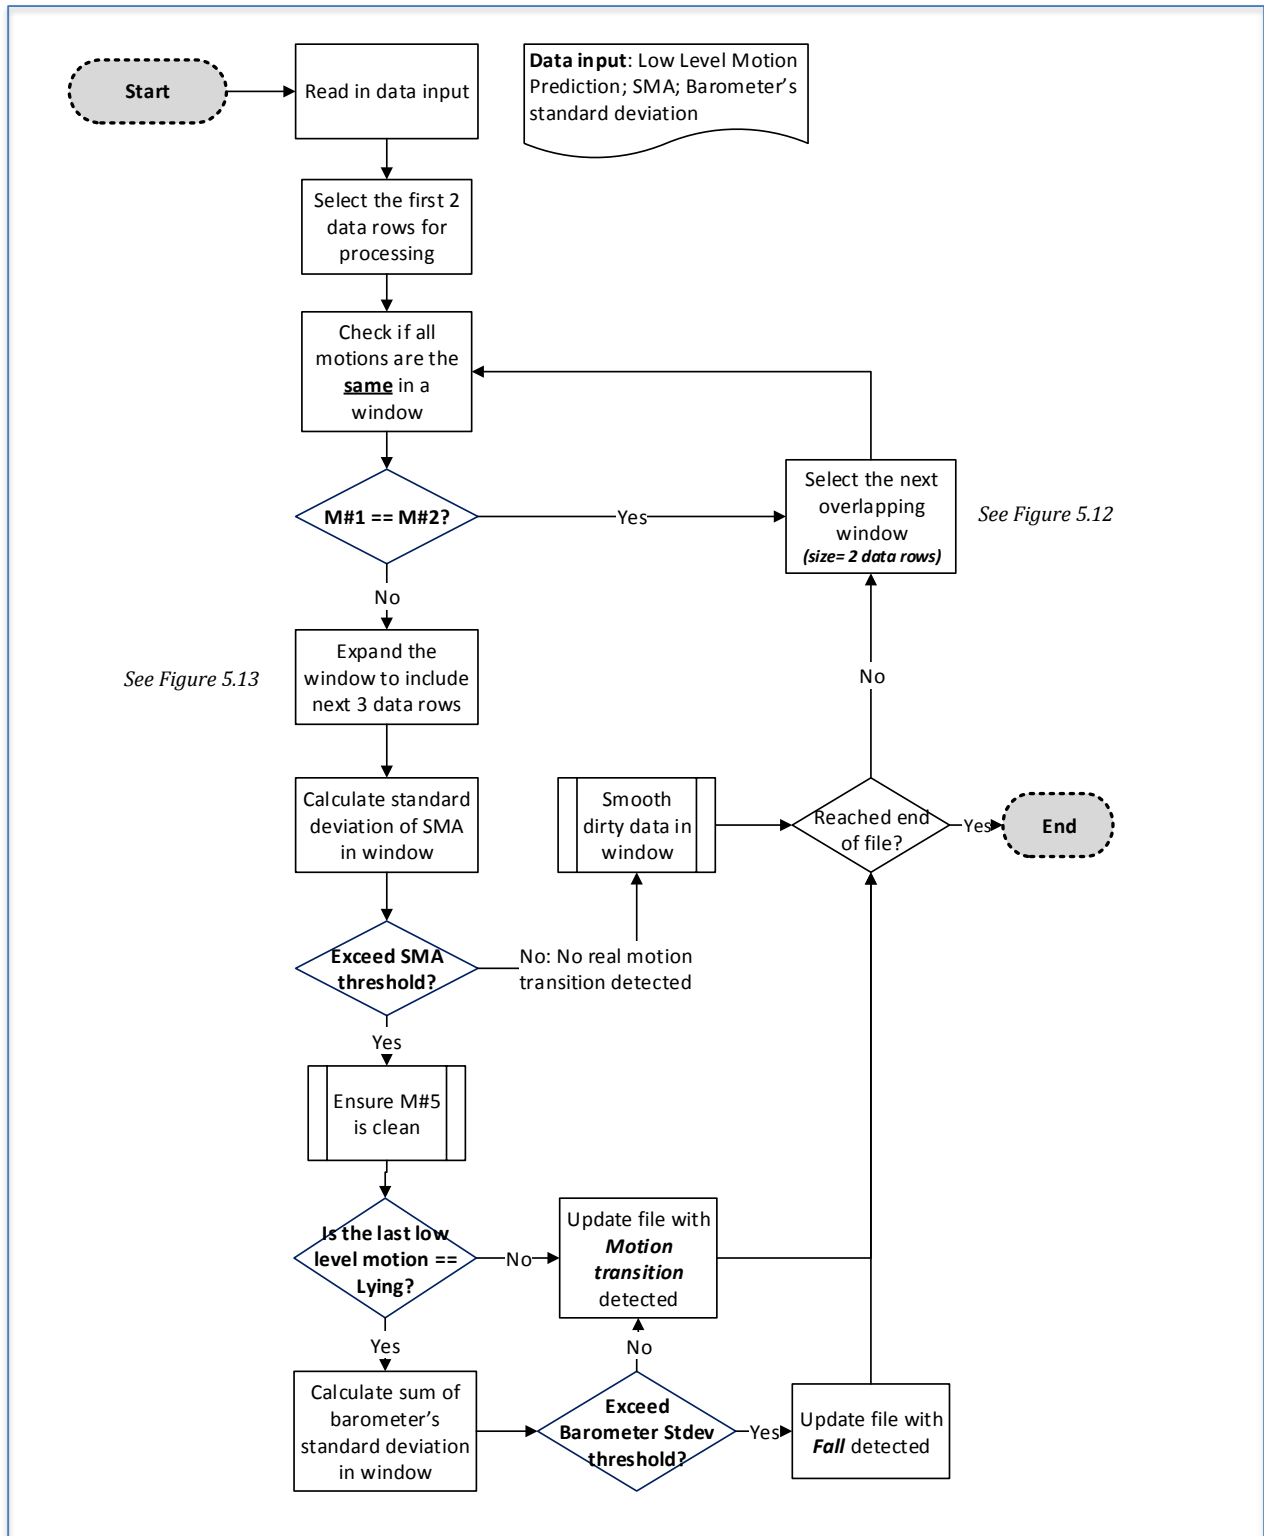 Start
Read in data input
Data input: Low Level Motion
Prediction; SMA; Barometer's
standard deviation
Select the first 2
data rows for
processing
Check if all
motions are the
same in a
window
M#1 == M#2?
Yes
Select the next
overlapping
window
(size= 2 data rows)
See Figure 5.12
No
See Figure 5.13
Expand the
window to include
next 3 data rows
No
Calculate standard
deviation of SMA
in window
Smooth
dirty data in
window
Reached end
of file?
Yes
End
Exceed SMA
threshold?
No: No real motion
transition detected
Yes
Ensure M#5
is clean
Is the last low
level motion ==
Lying?
No
Update file with
Motion
transition
detected
Yes
No
Calculate sum of
barometer's
standard deviation
in window
Exceed
Barometer Stdev
threshold?
Yes
Update file with
Fall detected